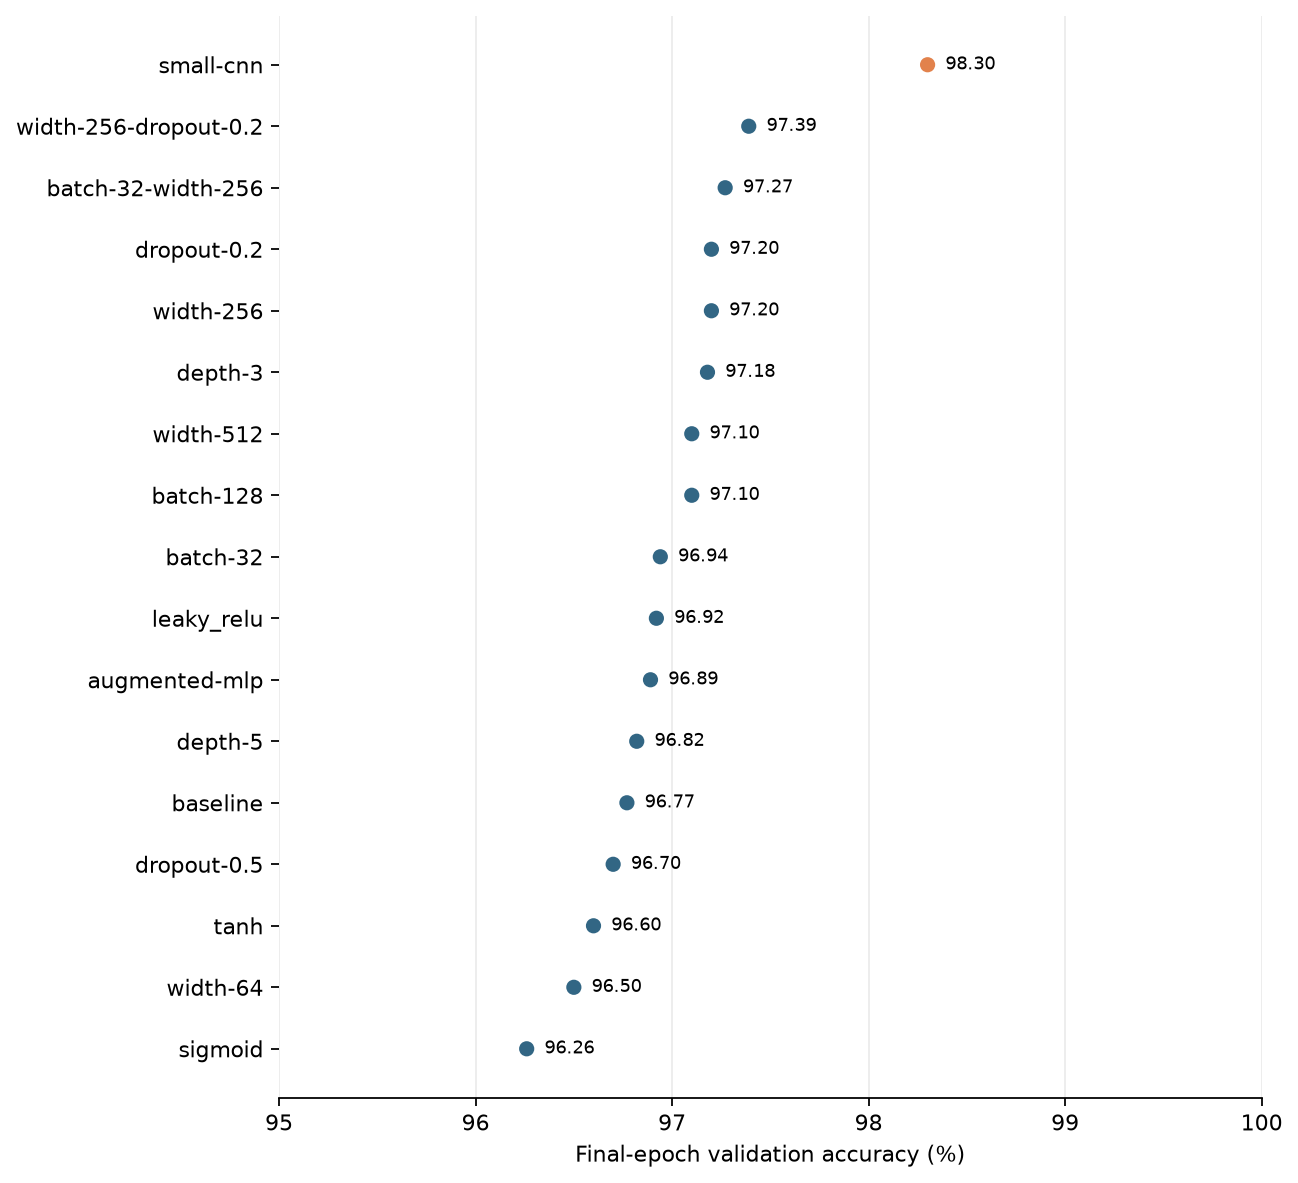 small-cnn 98.30
width-256-dropout-0.2 97.39
batch-32-width-256 97.27
dropout-0.2 97.20
width-256 97.20
depth-3 97.18
width-512 97.10
batch-128 97.10
batch-32 96.94
leaky_relu 96.92
augmented-mlp 96.89
depth-5 96.82
baseline 96.77
dropout-0.5 96.70
tanh 96.60
width-64 96.50
sigmoid 96.26
95 96 97 98 99 100
Final-epoch validation accuracy (%)